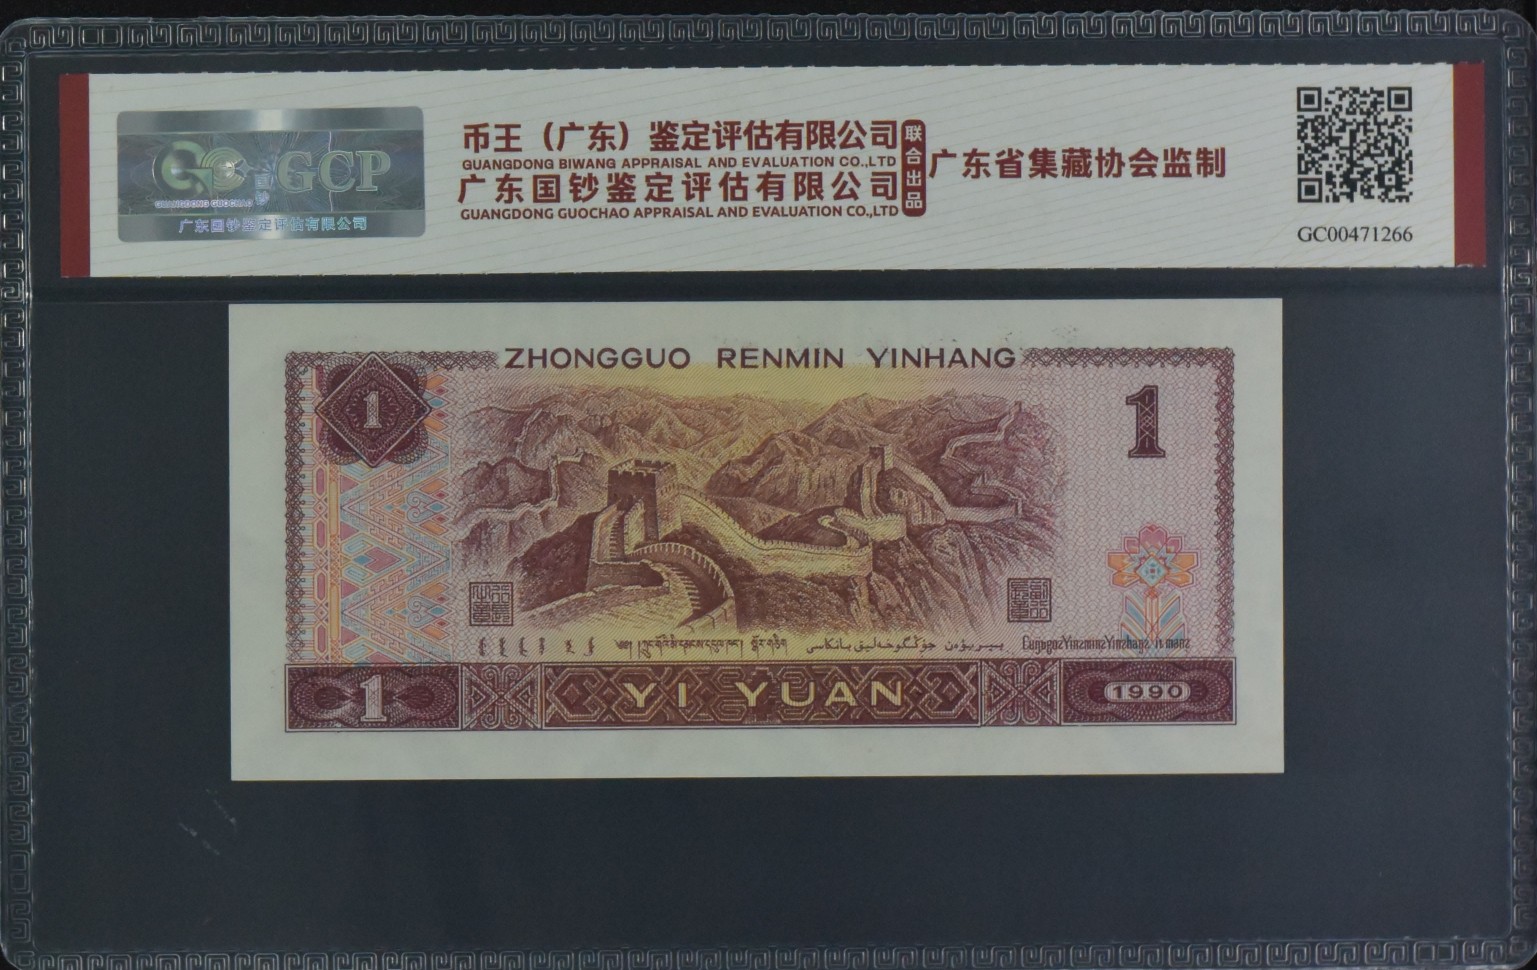 GCP
GUANGDONG GUOCHAO
广东国钞鉴定评估有限公司
币王（广东）鉴定评估有限公司
GUANGDONG BIWANG APPRAISAL AND EVALUATION CO.,LTD
广东国钞鉴定评估有限公司
GUANGDONG GUOCHAO APPRAISAL AND EVALUATION CO.,LTD
联合出品
广东省集藏协会监制
GC00471266
ZHONGGUO RENMIN YINHANG
1
1
1
YI YUAN
1990